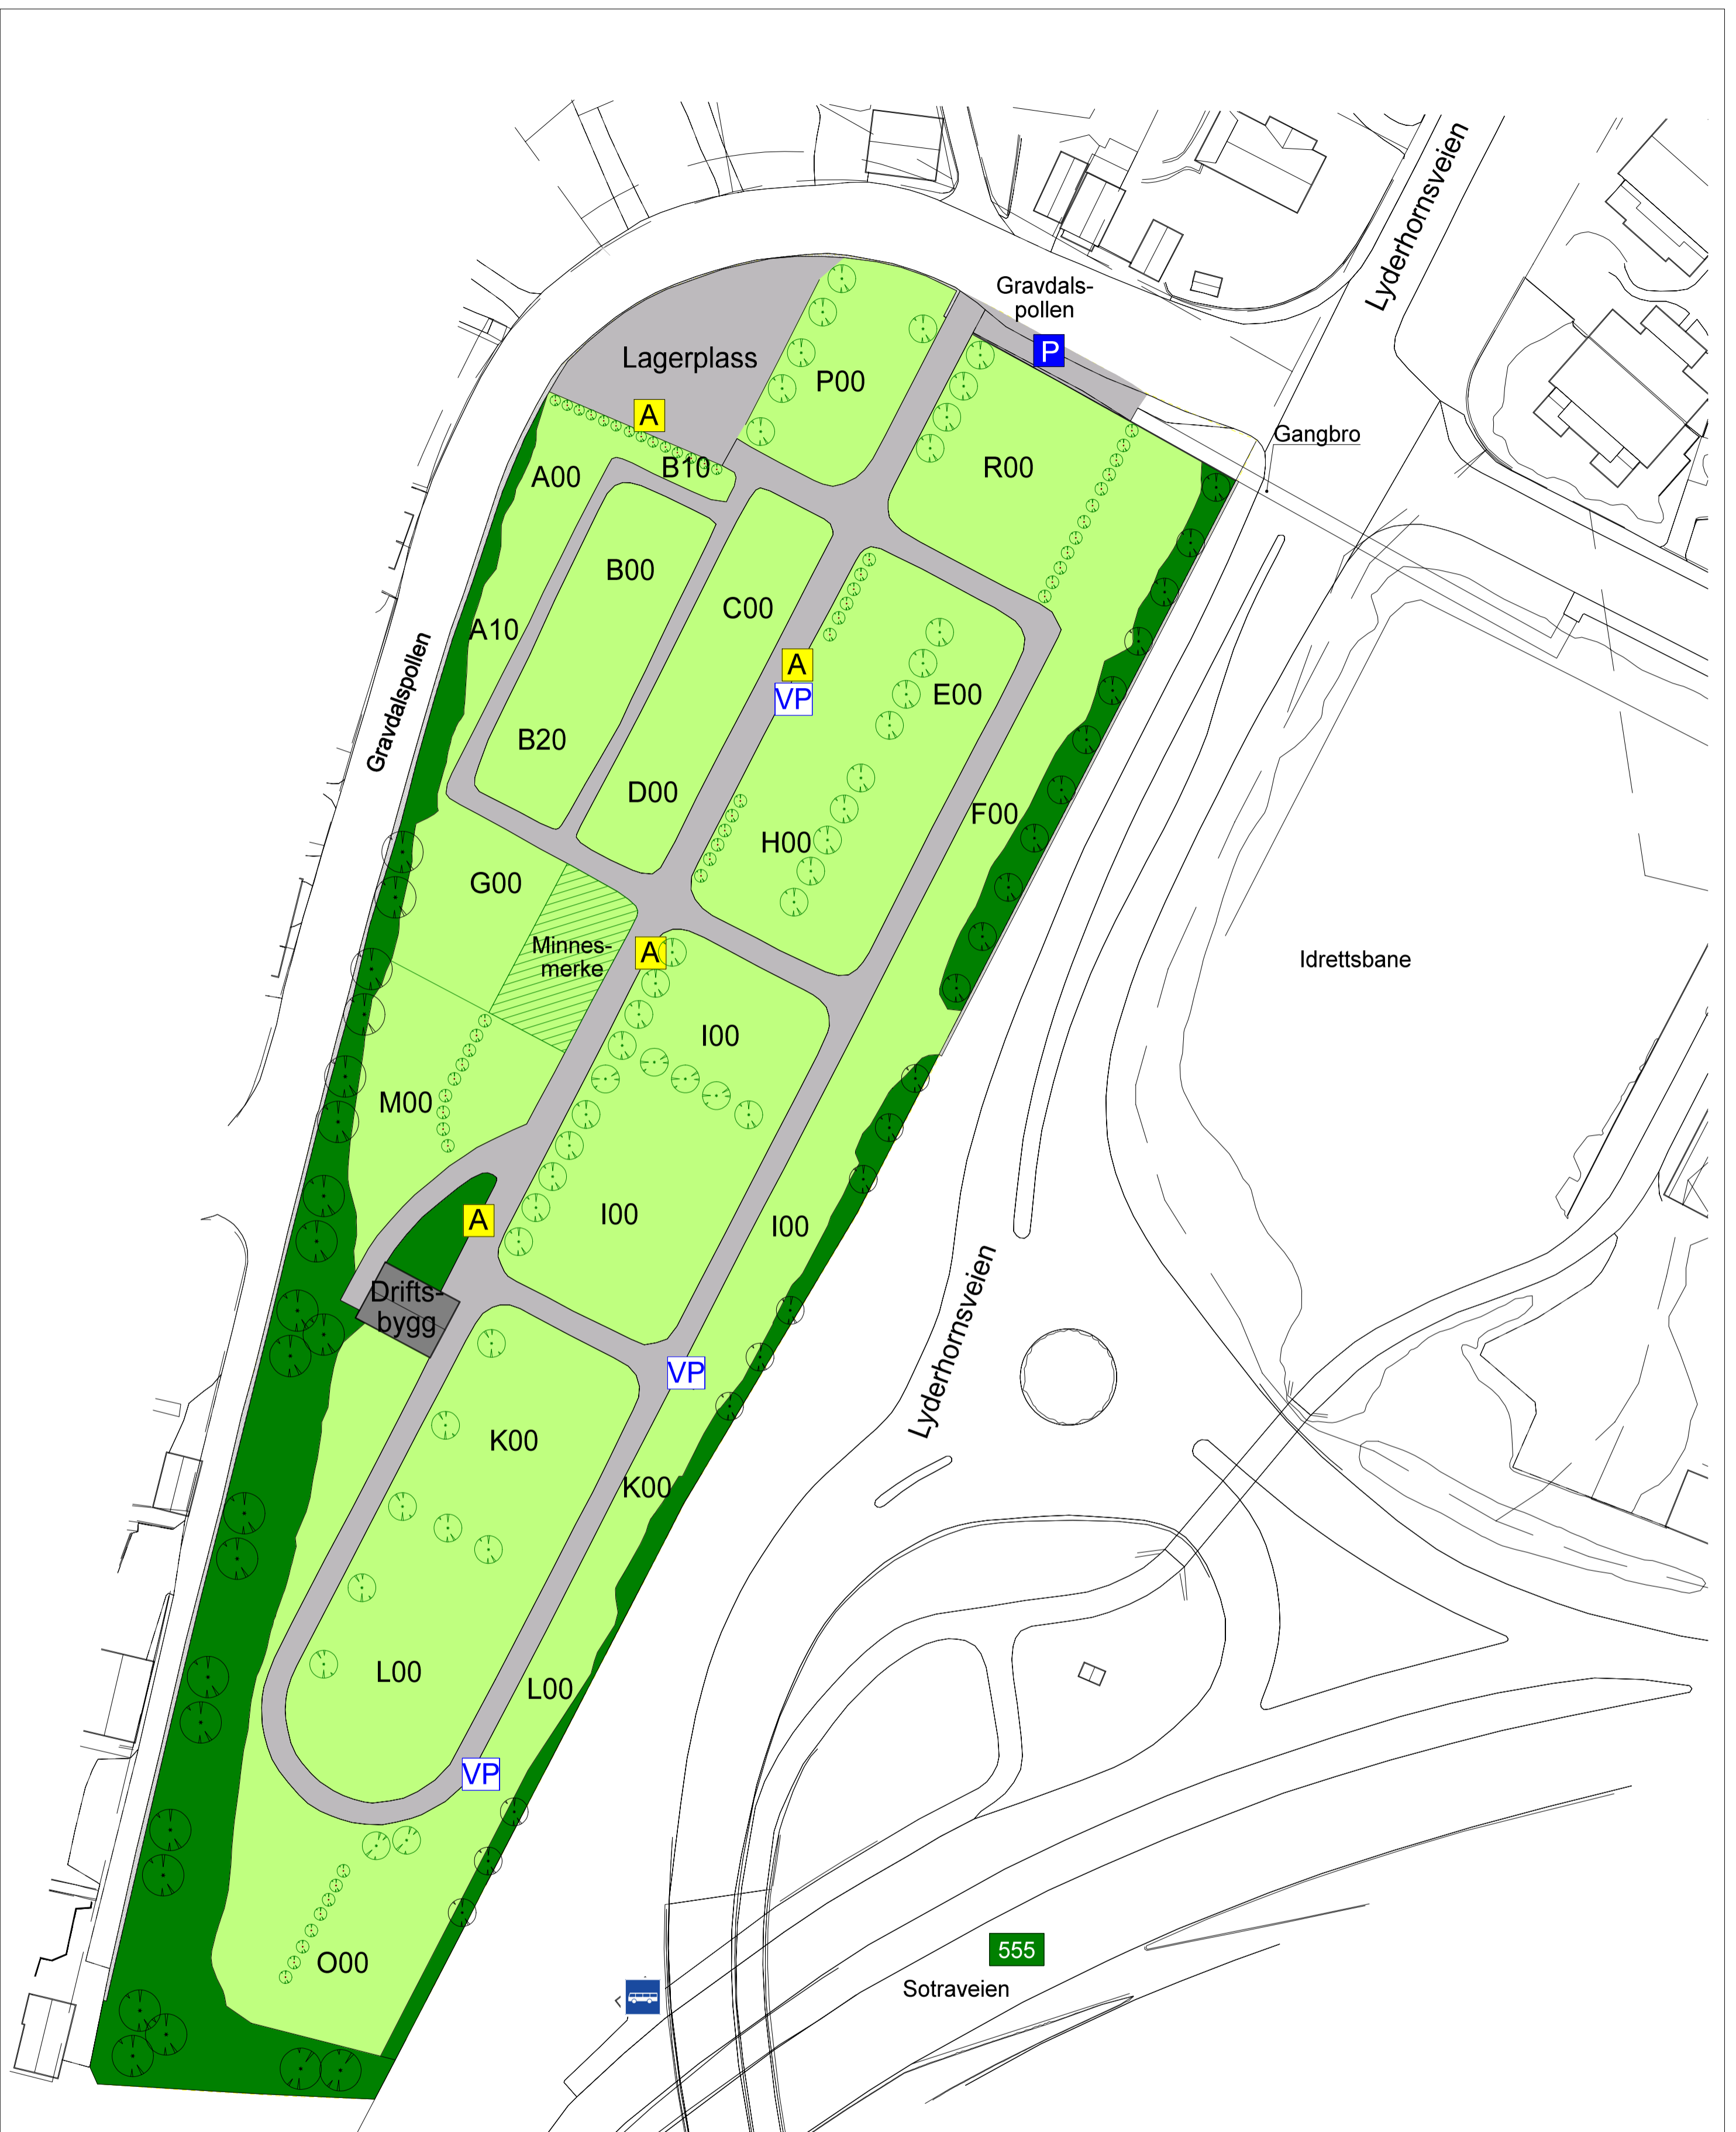 Lyderhornsveien
Gravdals-
pollen
P
Lagerplass
P00
A
Gangbro
B10
R00
A00
B00
C00
A10
A
VP
E00
Gravdalspollen
B20
D00
F00
H00
G00
Minnes-
merke
A
Idrettsbane
I00
M00
A
I00
I00
Drifts-
bygg
Lyderhornsveien
VP
K00
K00
L00
L00
VP
555
O00
Sotraveien